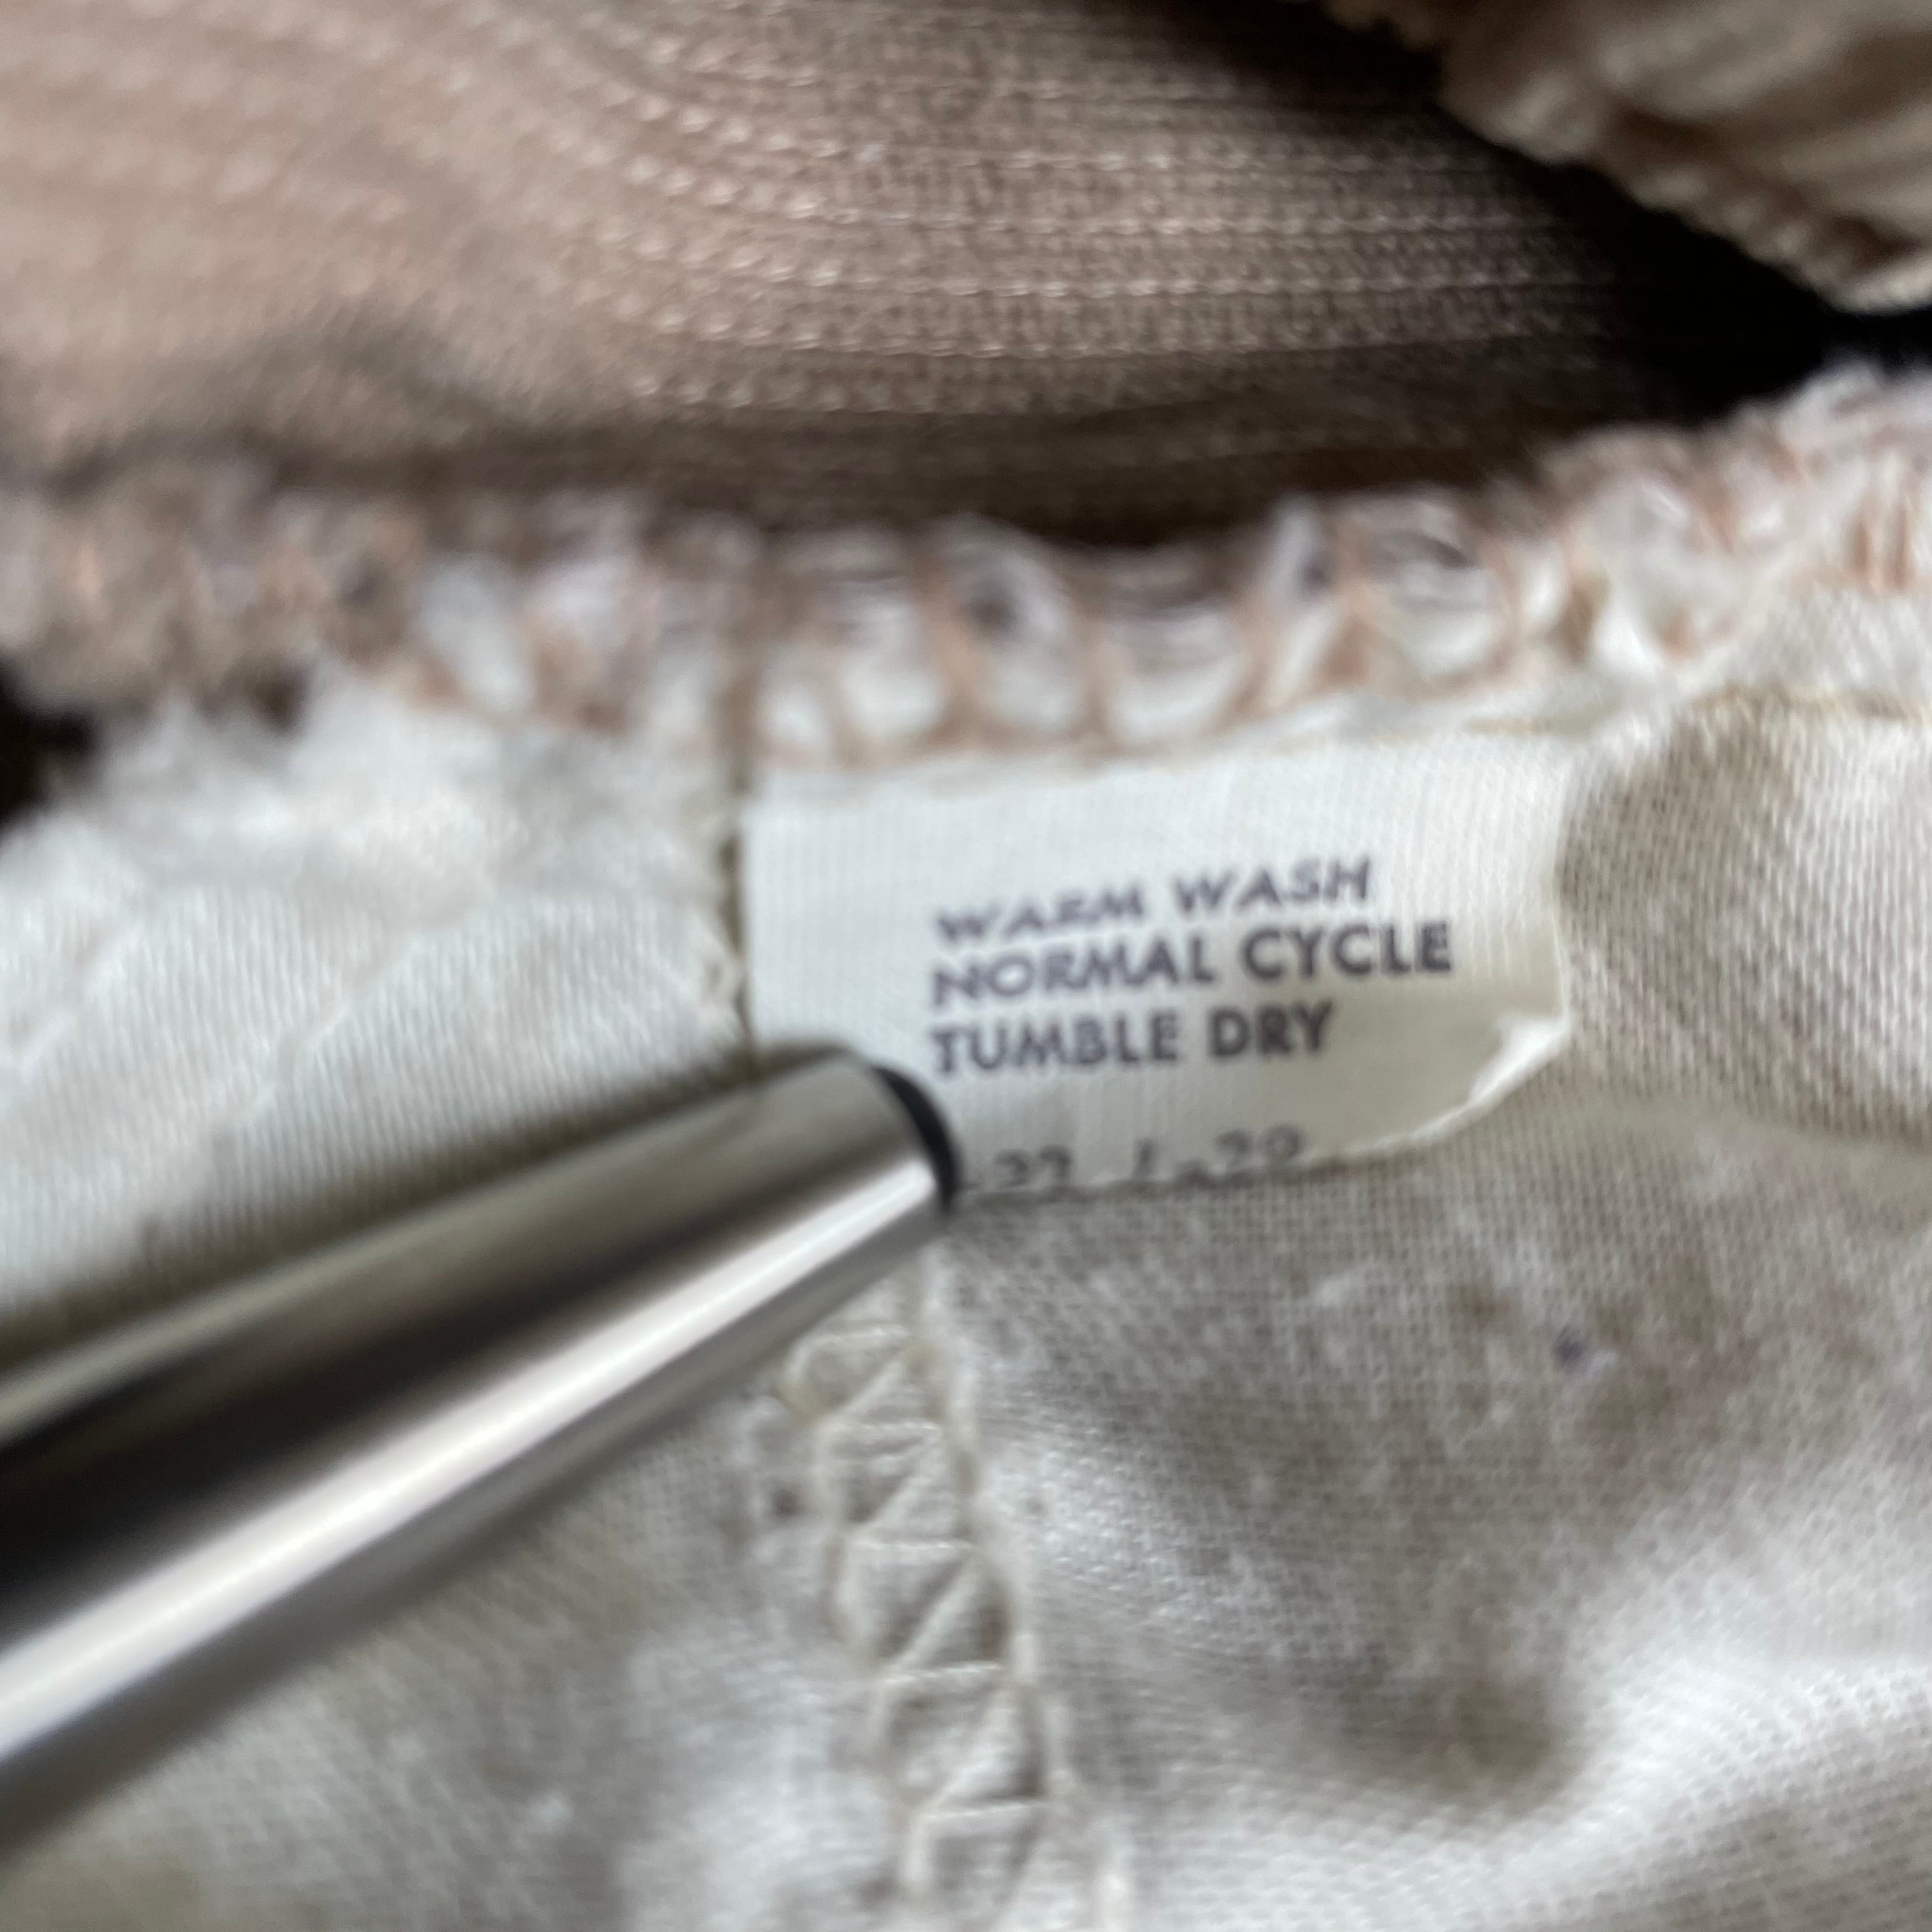 WARM WASH
NORMAL CYCLE
TUMBLE DRY